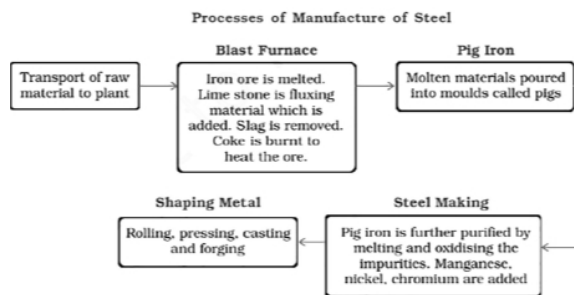 Processes of Manufacture of Steel
Blast Furnace
Pig Iron
Transport of raw
material to plant
Iron ore is melted.
Lime stone is fluxing
material which is
added. Slag is removed.
Coke is burnt to
heat the ore.
Molten materials poured
into moulds called pigs
Shaping Metal
Steel Making
Rolling, pressing, casting
and forging
Pig iron is further purified by
melting and oxidising the
impurities. Manganese,
nickel, chromium are added